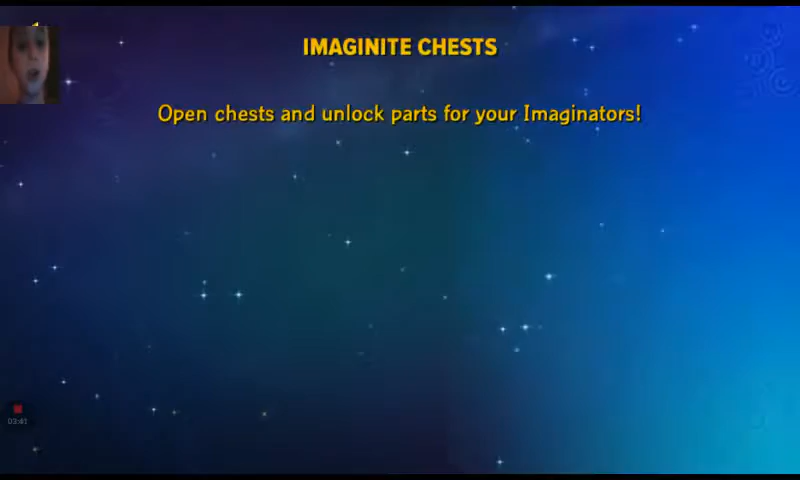 IMAGINITE CHESTS
Open chests and unlock parts for your Imaginators!
03:41